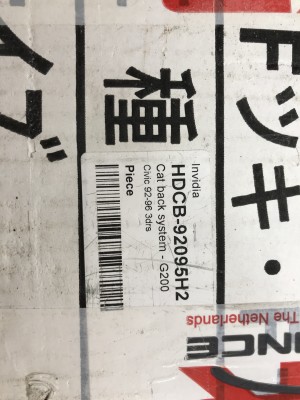 ドッキ・
種
イブ
Invidia
HDCB-92095H2
Cat back system - G200
Civic 92-96 3drs
Piece
The Netherlands